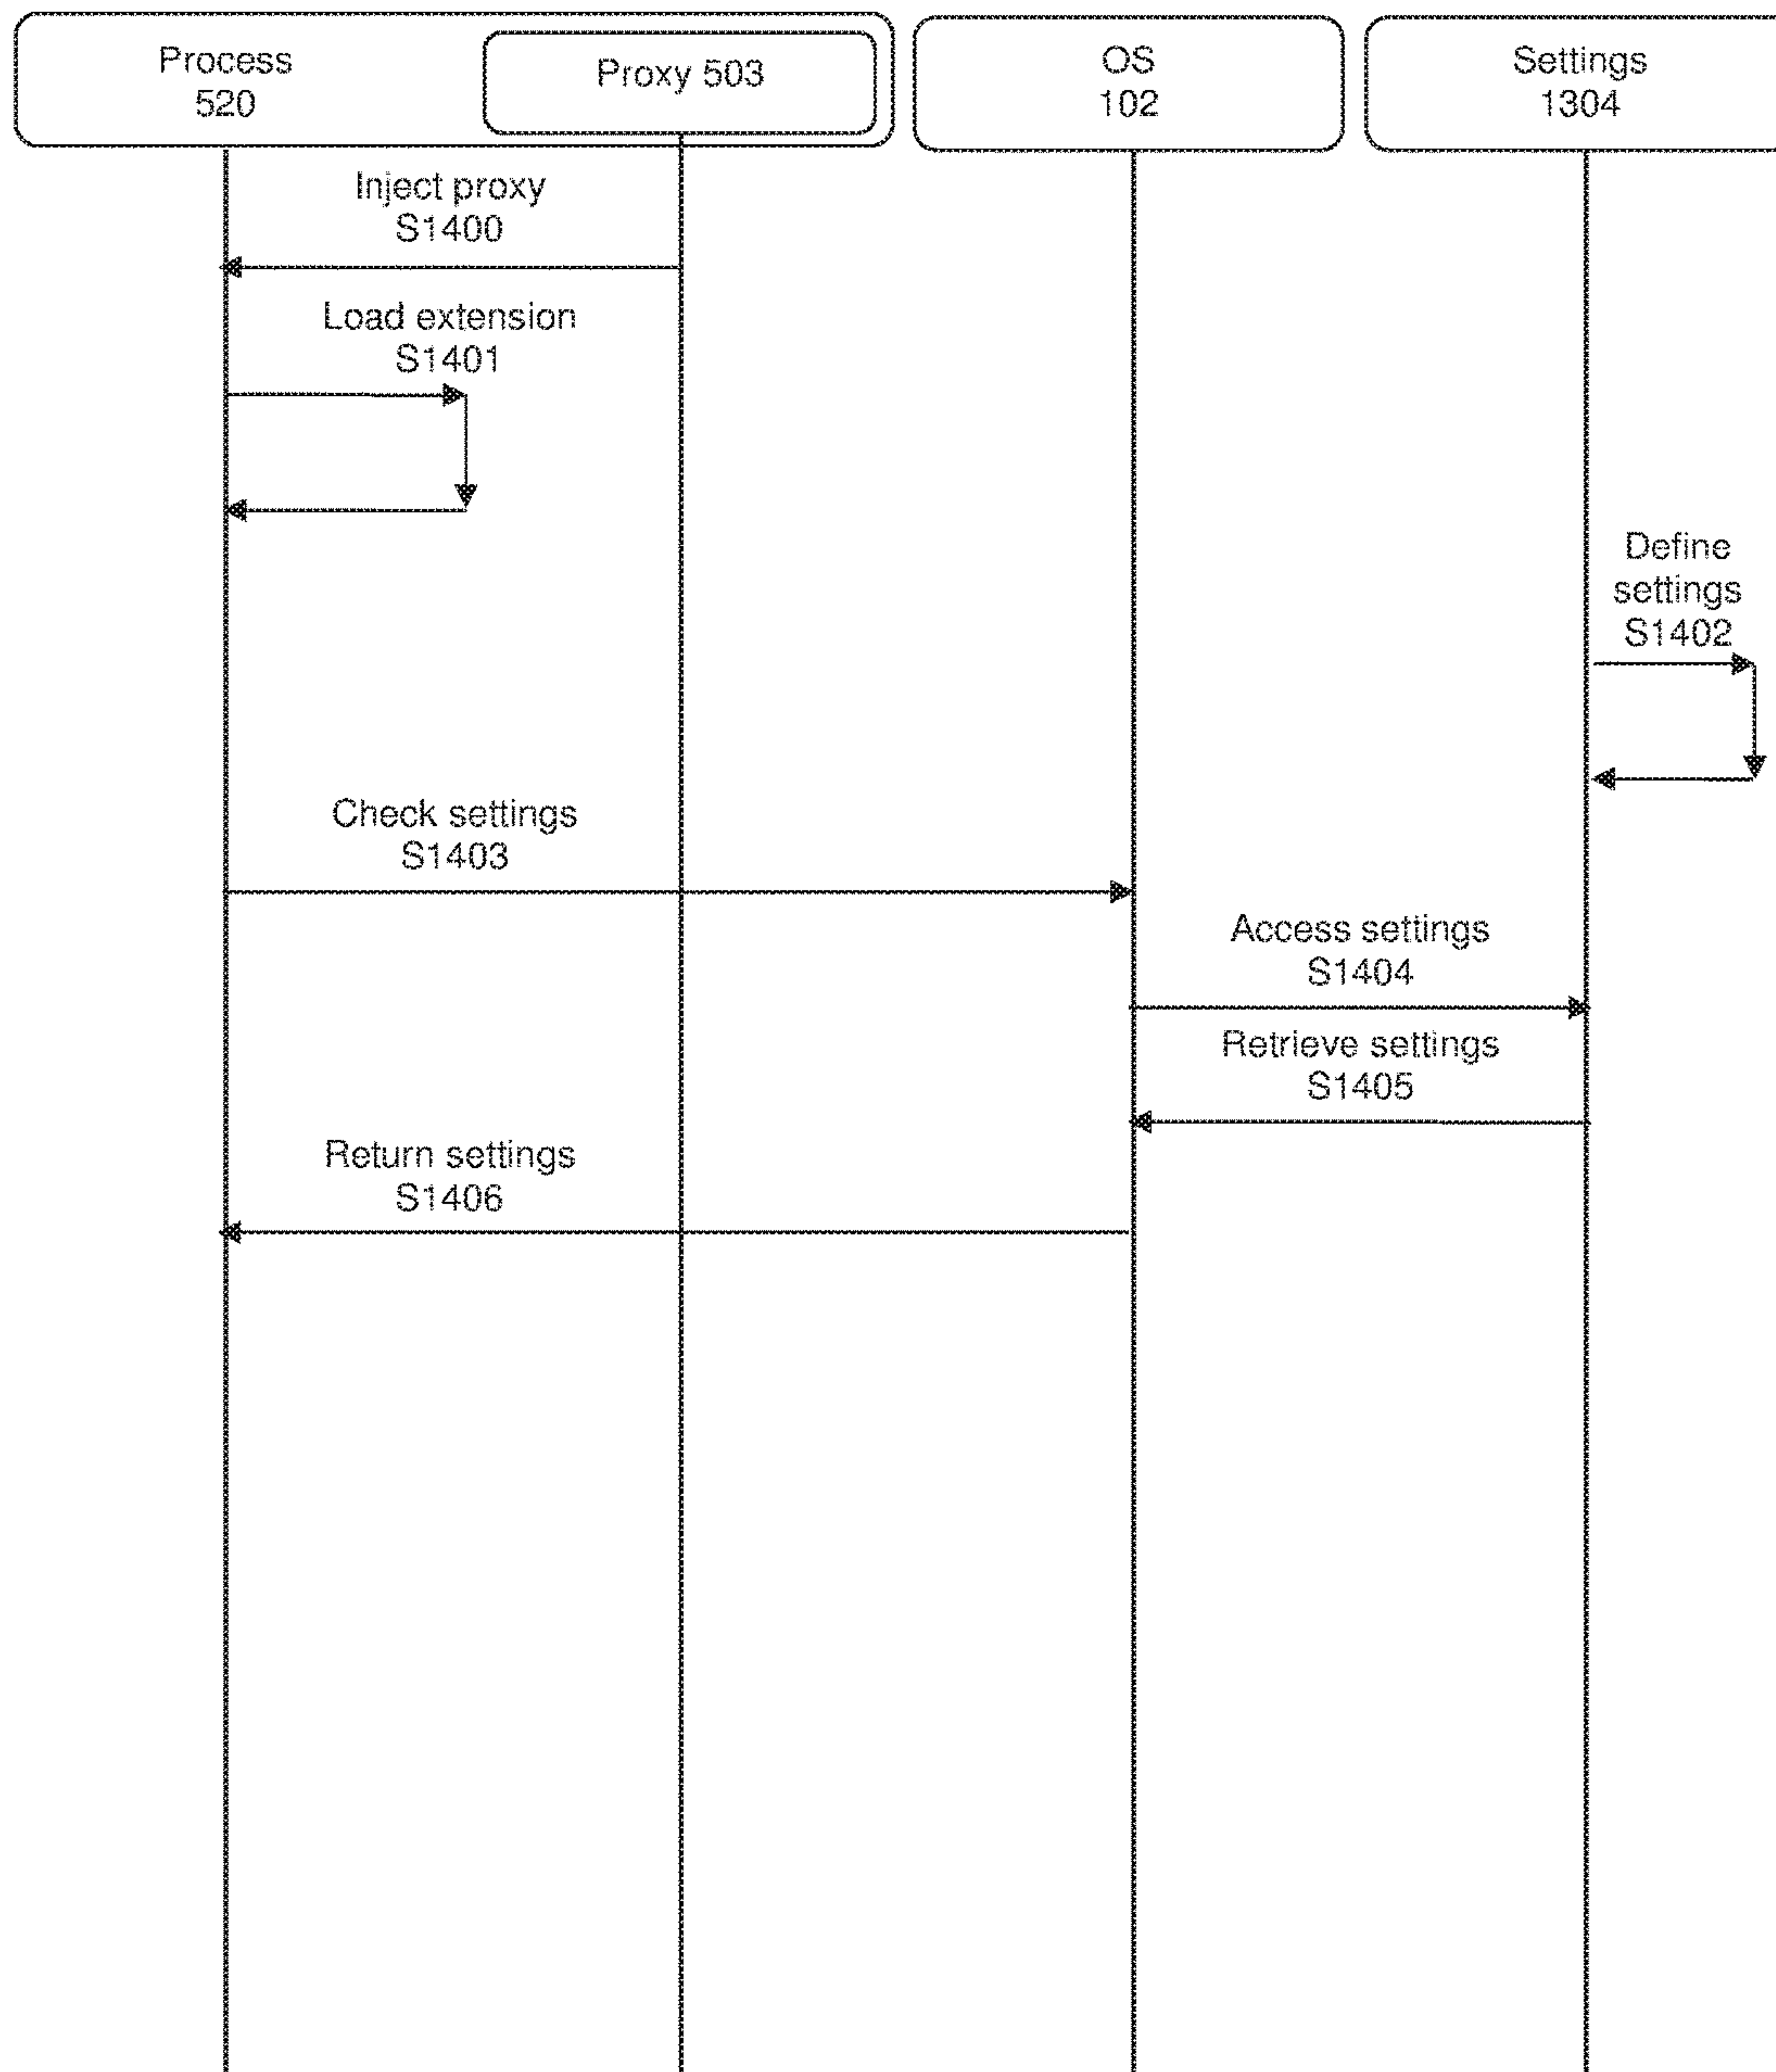 Process
520
Proxy 503
OS
102
Settings
1304
Inject proxy
S1400
Load extension
S1401
Define
settings
S1402
Check settings
S1403
Access settings
S1404
Retrieve settings
S1405
Return settings
S1406